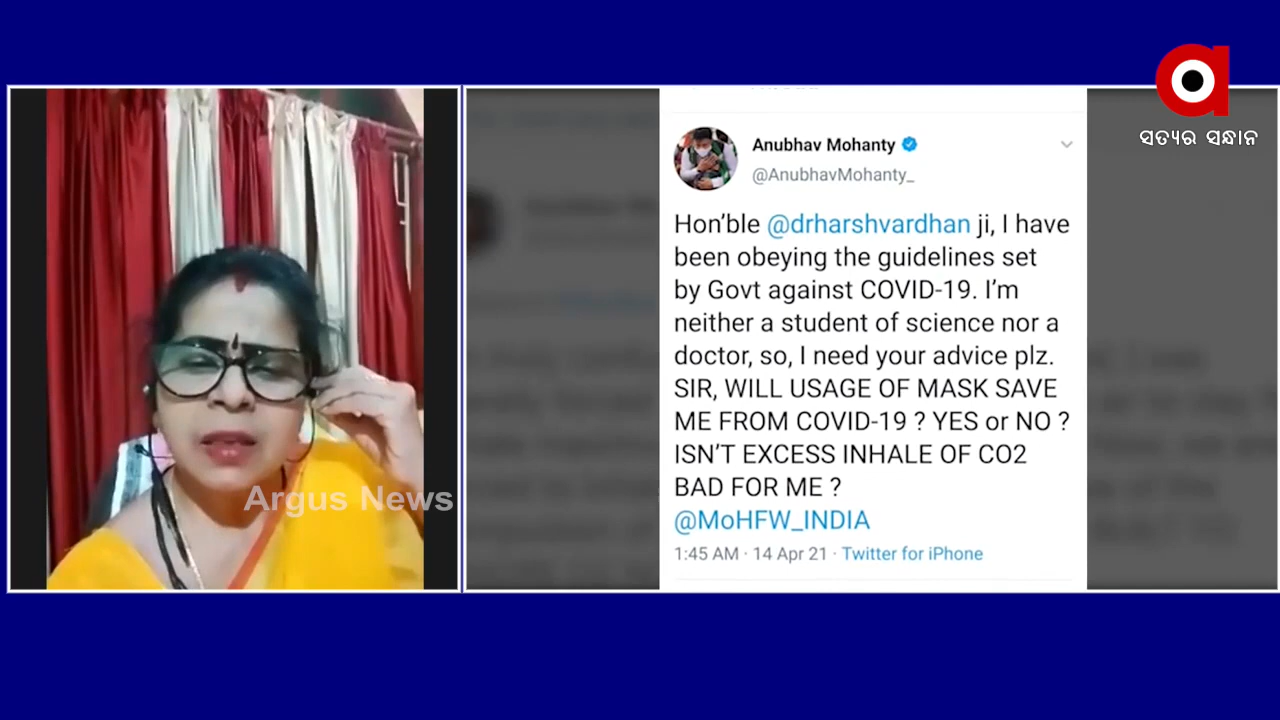 ସତ୍ୟର ସନ୍ଧାନ
Argus News
Anubhav Mohanty
@AnubhavMohanty_
Hon'ble @drharshvardhan ji, I have
been obeying the guidelines set
by Govt against COVID-19. I'm
neither a student of science nor a
doctor, so, I need your advice plz.
SIR, WILL USAGE OF MASK SAVE
ME FROM COVID-19 ? YES or NO ?
ISN'T EXCESS INHALE OF CO2
BAD FOR ME ?
@MoHFW_INDIA
1:45 AM · 14 Apr 21 · Twitter for iPhone